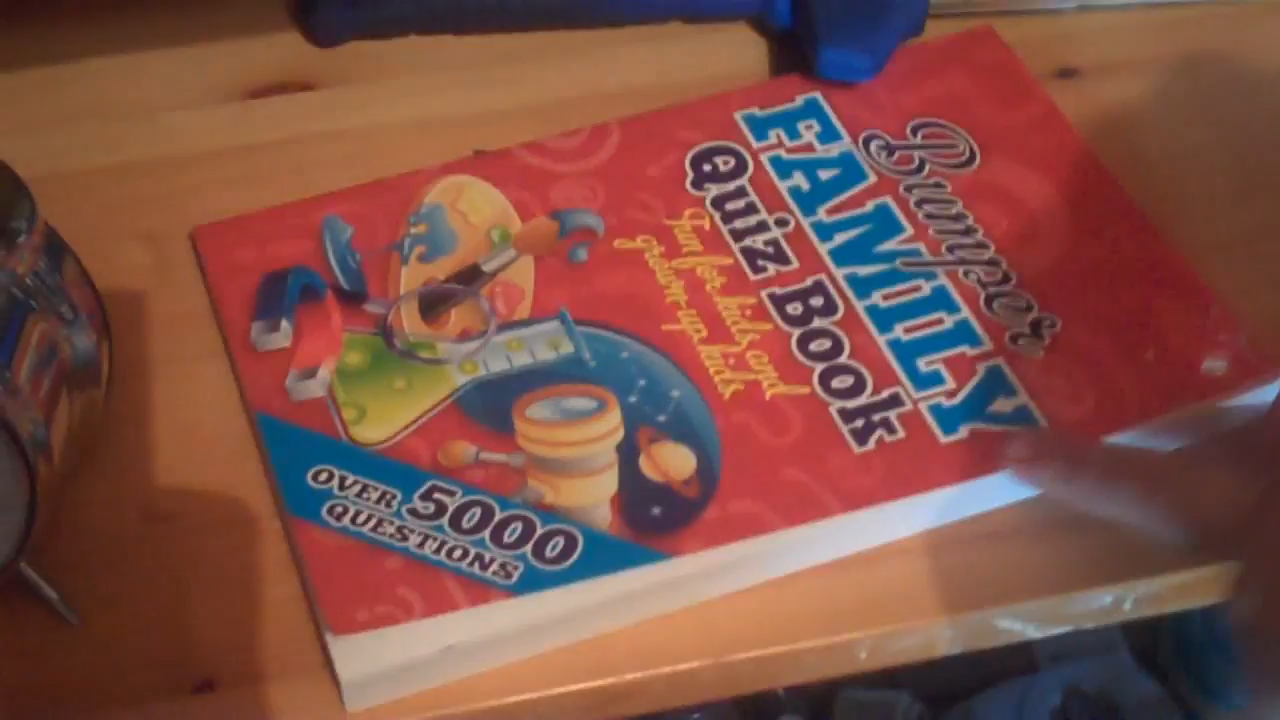 Bumper
FAMILY
Quiz Book
Fun for kids and
grown-up kids
OVER 5000
QUESTIONS